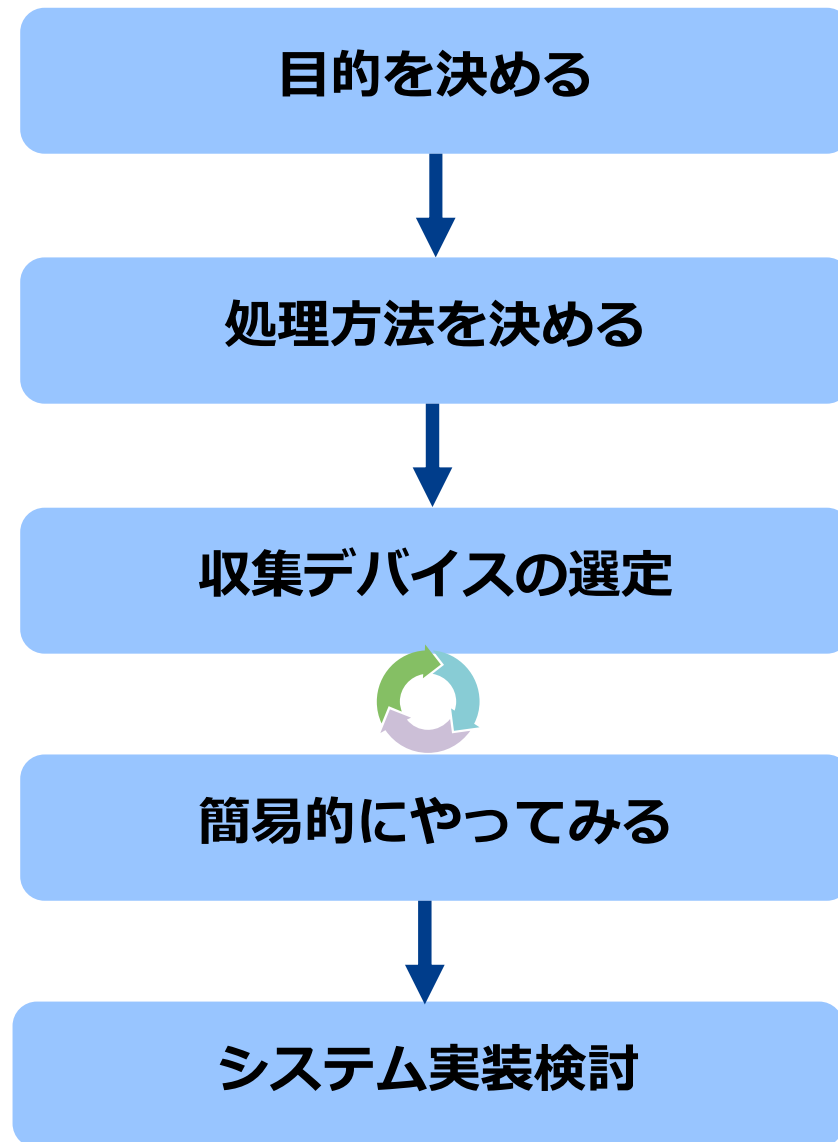 目的を決める
処理方法を決める
収集デバイスの選定
簡易的にやってみる
システム実装検討